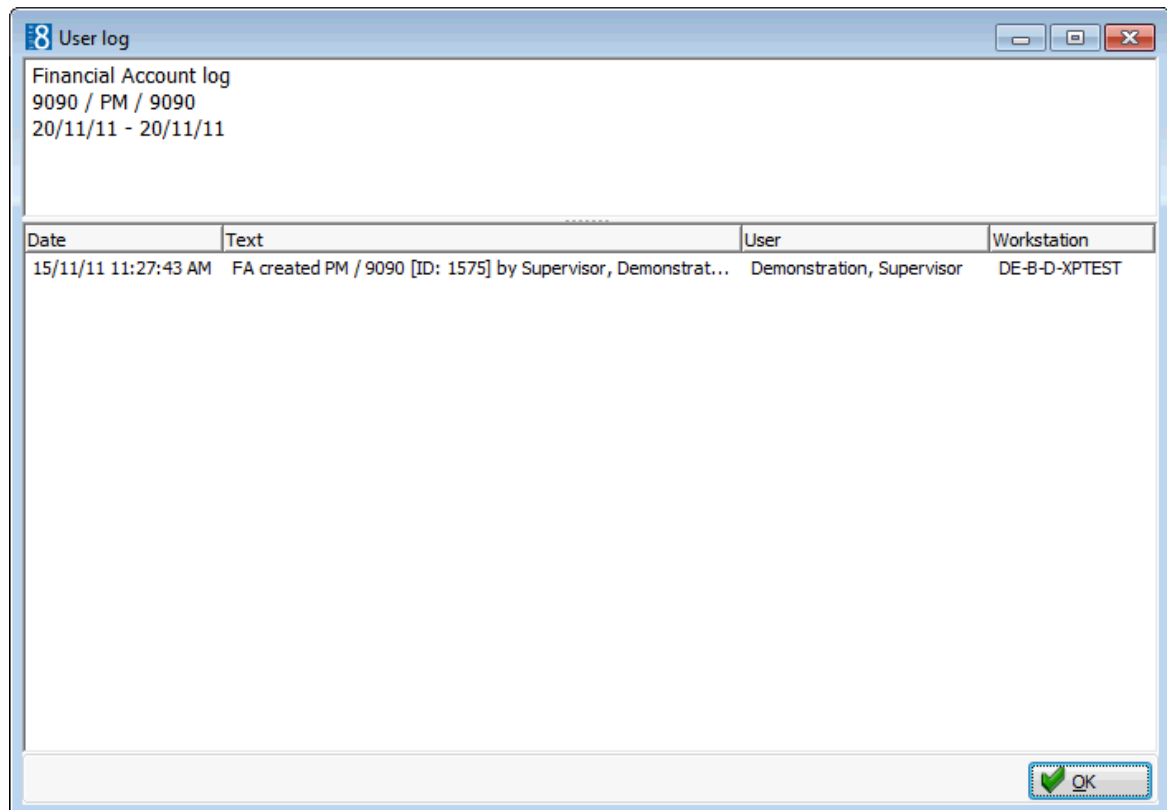 8 User log
Financial Account log
9090 / PM / 9090
20/11/11 - 20/11/11
Date Text User Workstation
15/11/11 11:27:43 AM FA created PM / 9090 [ID: 1575] by Supervisor, Demonstrat... Demonstration, Supervisor DE-B-D-XPTEST
OK